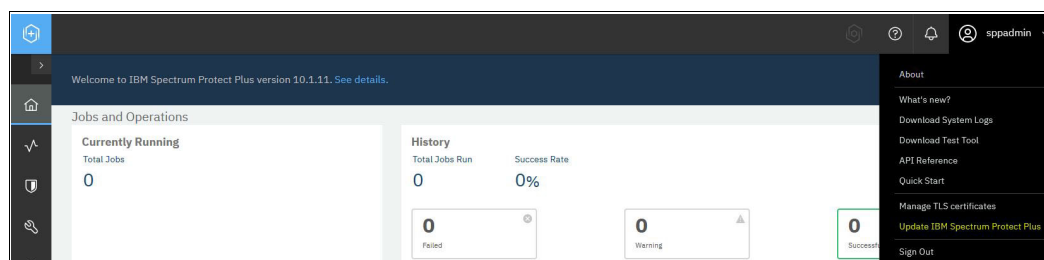 sppadmin
Welcome to IBM Spectrum Protect Plus version 10.1.11. See details.
Jobs and Operations
Currently Running
Total Jobs
0
History
Total Jobs Run
Success Rate
0
0%
0
Failed
0
Warning
0
About
What's new?
Download System Logs
Download Test Tool
API Reference
Quick Start
Manage TLS certificates
Update IBM Spectrum Protect Plus
Sign Out